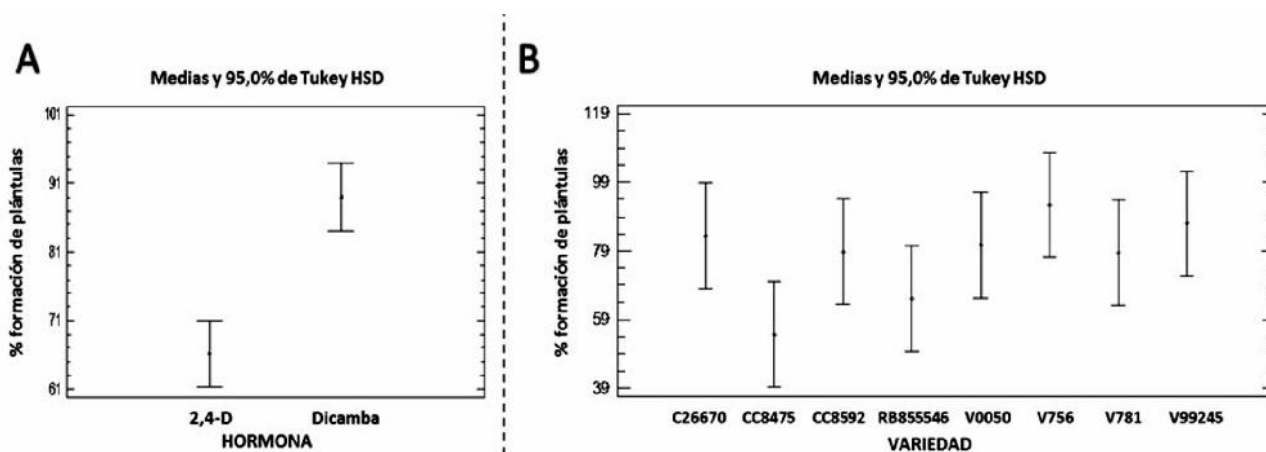 A
Medias y 95,0% de Tukey HSD
% formación de plántulas
101
91
81
71
61
2,4-D Dicamba
HORMONA
B
Medias y 95,0% de Tukey HSD
% formación de plántulas
119
99
79
59
39
C26670 CC8475 CC8592 RB855546 V0050 V756 V781 V99245
VARIEDAD